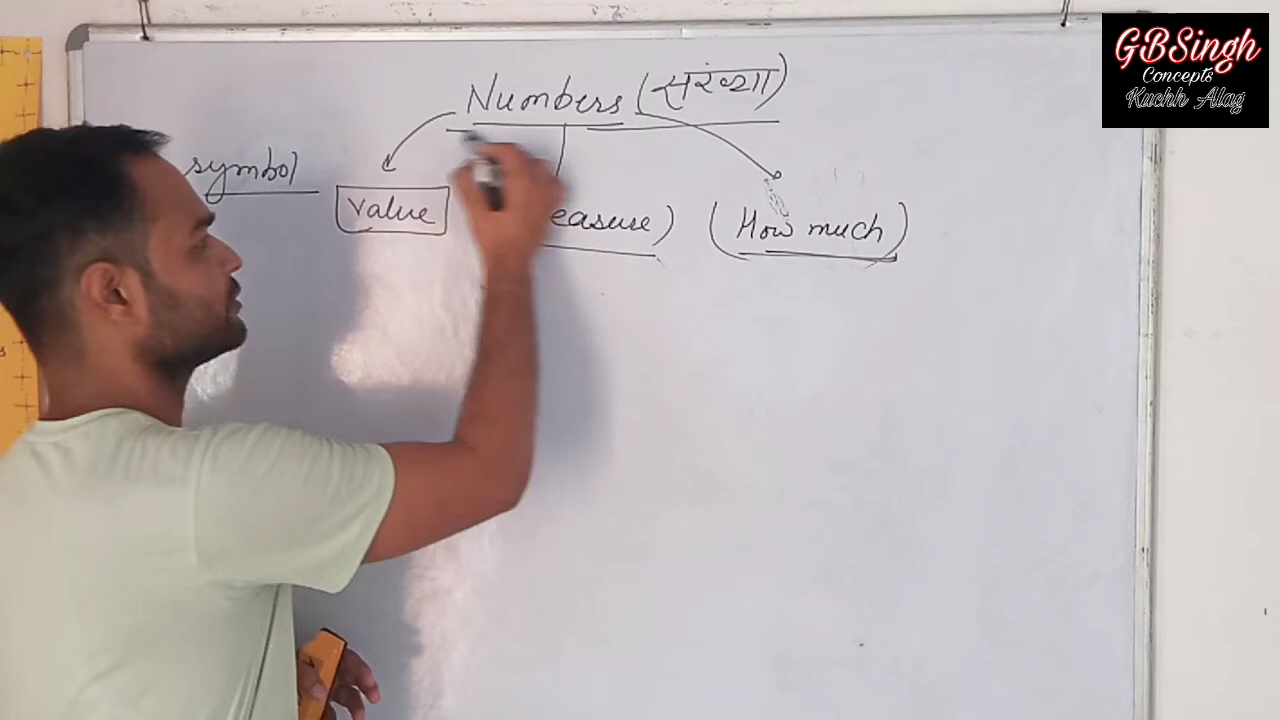 Numbers (संख्या)
symbol
value easure) (How much)
GBSingh
Concepts
Kuchh Alag